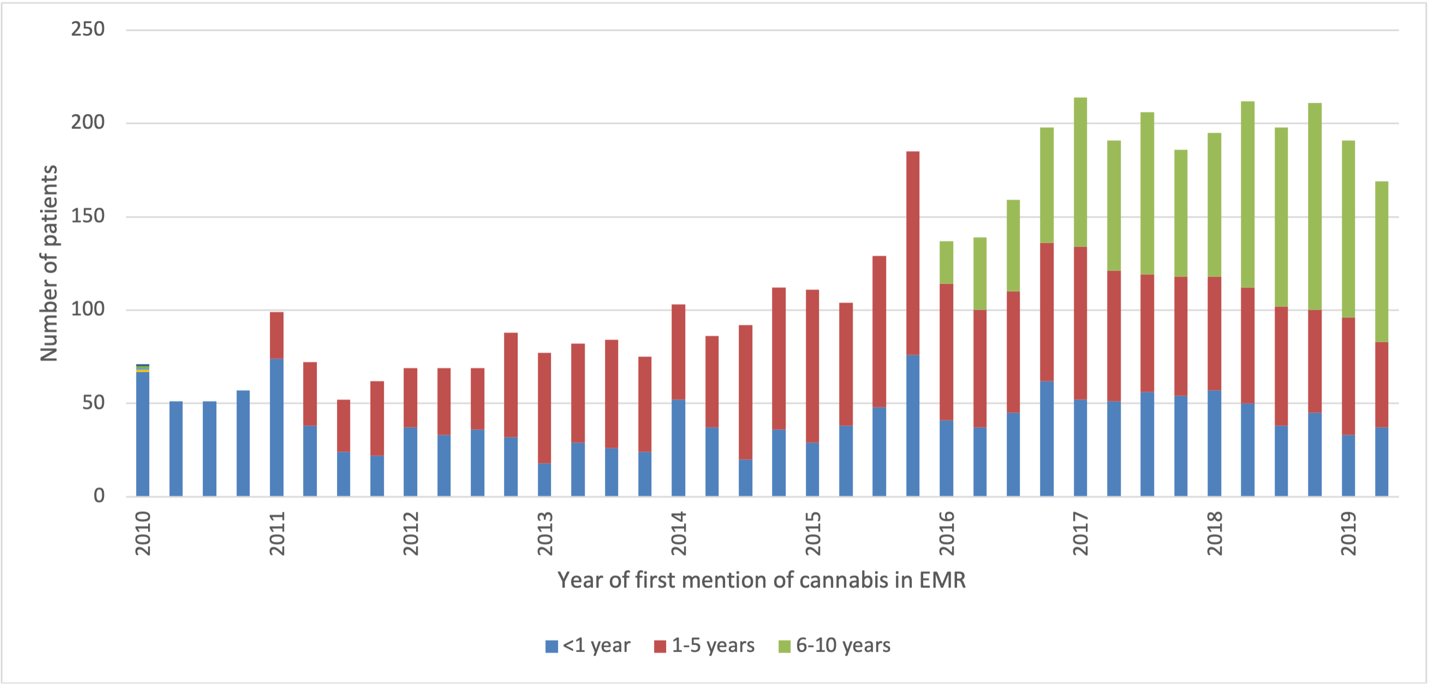 250
200
150
100
50
0
Number of patients
2010 2011 2012 2013 2014 2015 2016 2017 2018 2019
Year of first mention of cannabis in EMR
<1 year 1-5 years 6-10 years